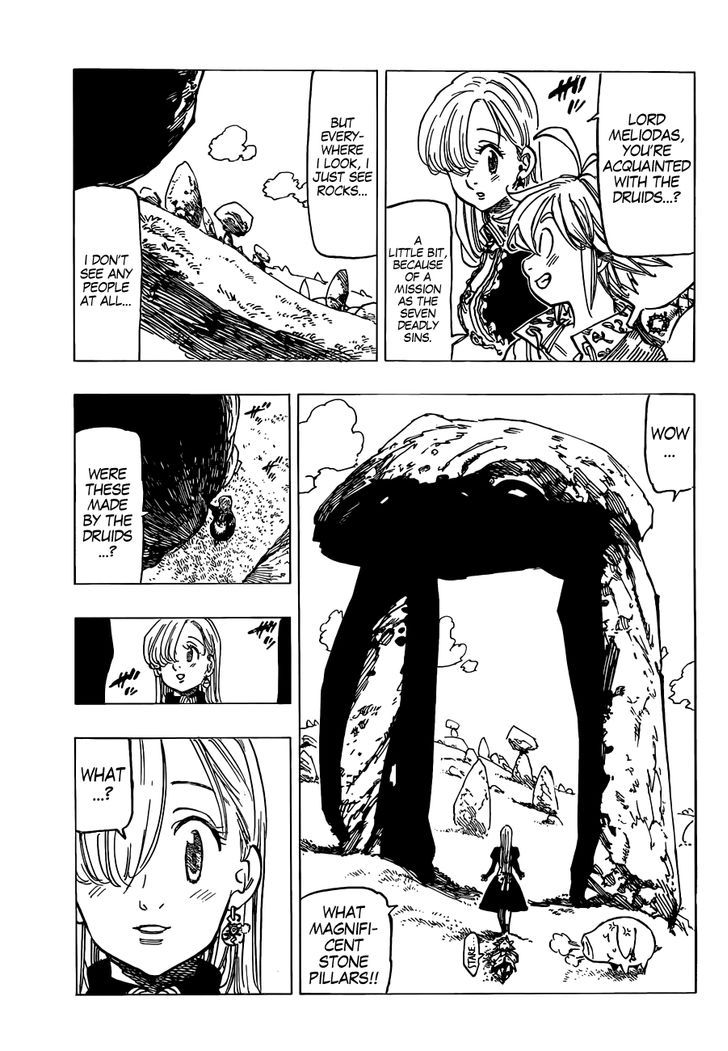 LORD
MELIODAS,
YOU'RE
ACQUAINTED
WITH THE
DRUIDS...?
A
LITTLE BIT,
BECAUSE OF
A MISSION
AS THE
SEVEN
DEADLY
SINS.
BUT
EVERY-
WHERE
I LOOK, I
JUST SEE
ROCKS...
I DON'T
SEE ANY
PEOPLE
AT ALL...
WOW
...
WHAT
MAGNIFI-
CENT
STONE
PILLARS!!
TAKE
WERE
THESE
MADE
BY THE
DRUIDS
...?
WHAT
...?